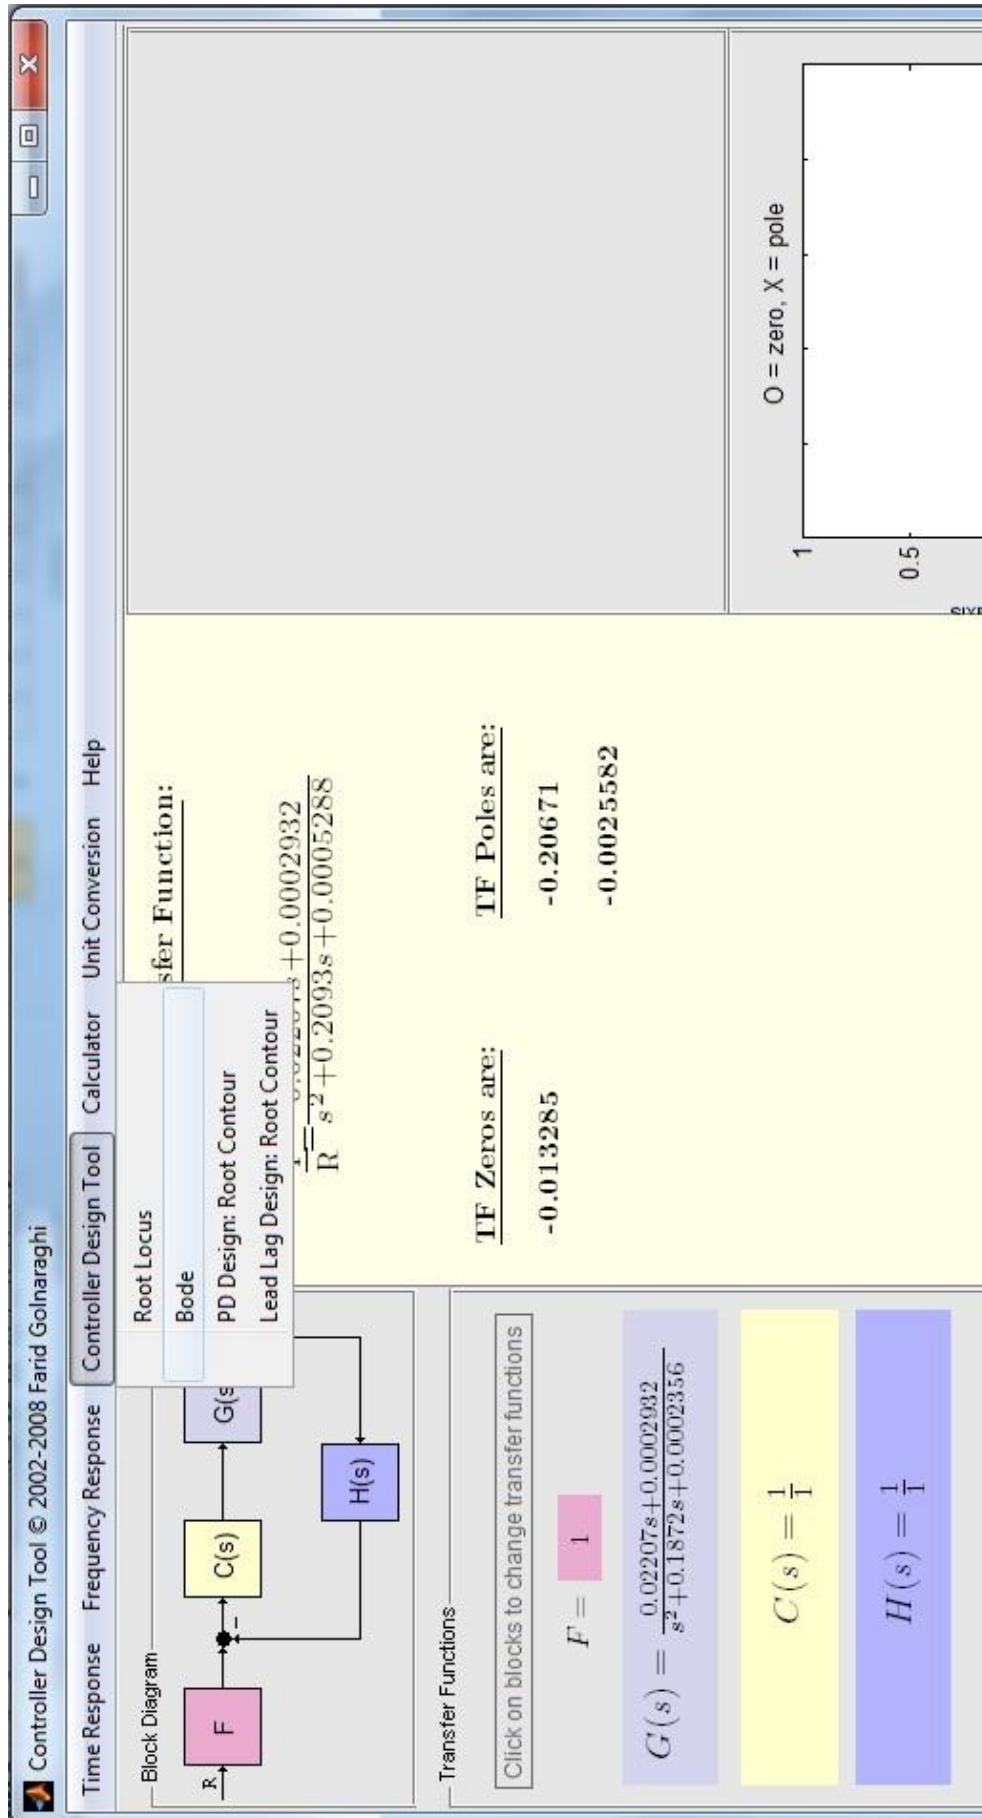 Controller Design Tool © 2002-2008 Farid Golnaraghi
Time Response Frequency Response Controller Design Tool Calculator Unit Conversion Help
Root Locus
Bode
PD Design: Root Contour
Lead Lag Design: Root Contour
Block Diagram
R
F
C(s)
G(s
H(s)
−
Transfer Functions
Click on blocks to change transfer functions
F = 1
G(s) = 0.02207s+0.0002932
s²+0.1872s+0.0002356
C(s) = 1/1
H(s) = 1/1
sfer Function:
s+0.0002932
R = s²+0.2093s+0.0005288
TF Zeros are: TF Poles are:
-0.013285 -0.20671
-0.0025582
O = zero, X = pole
1
0.5